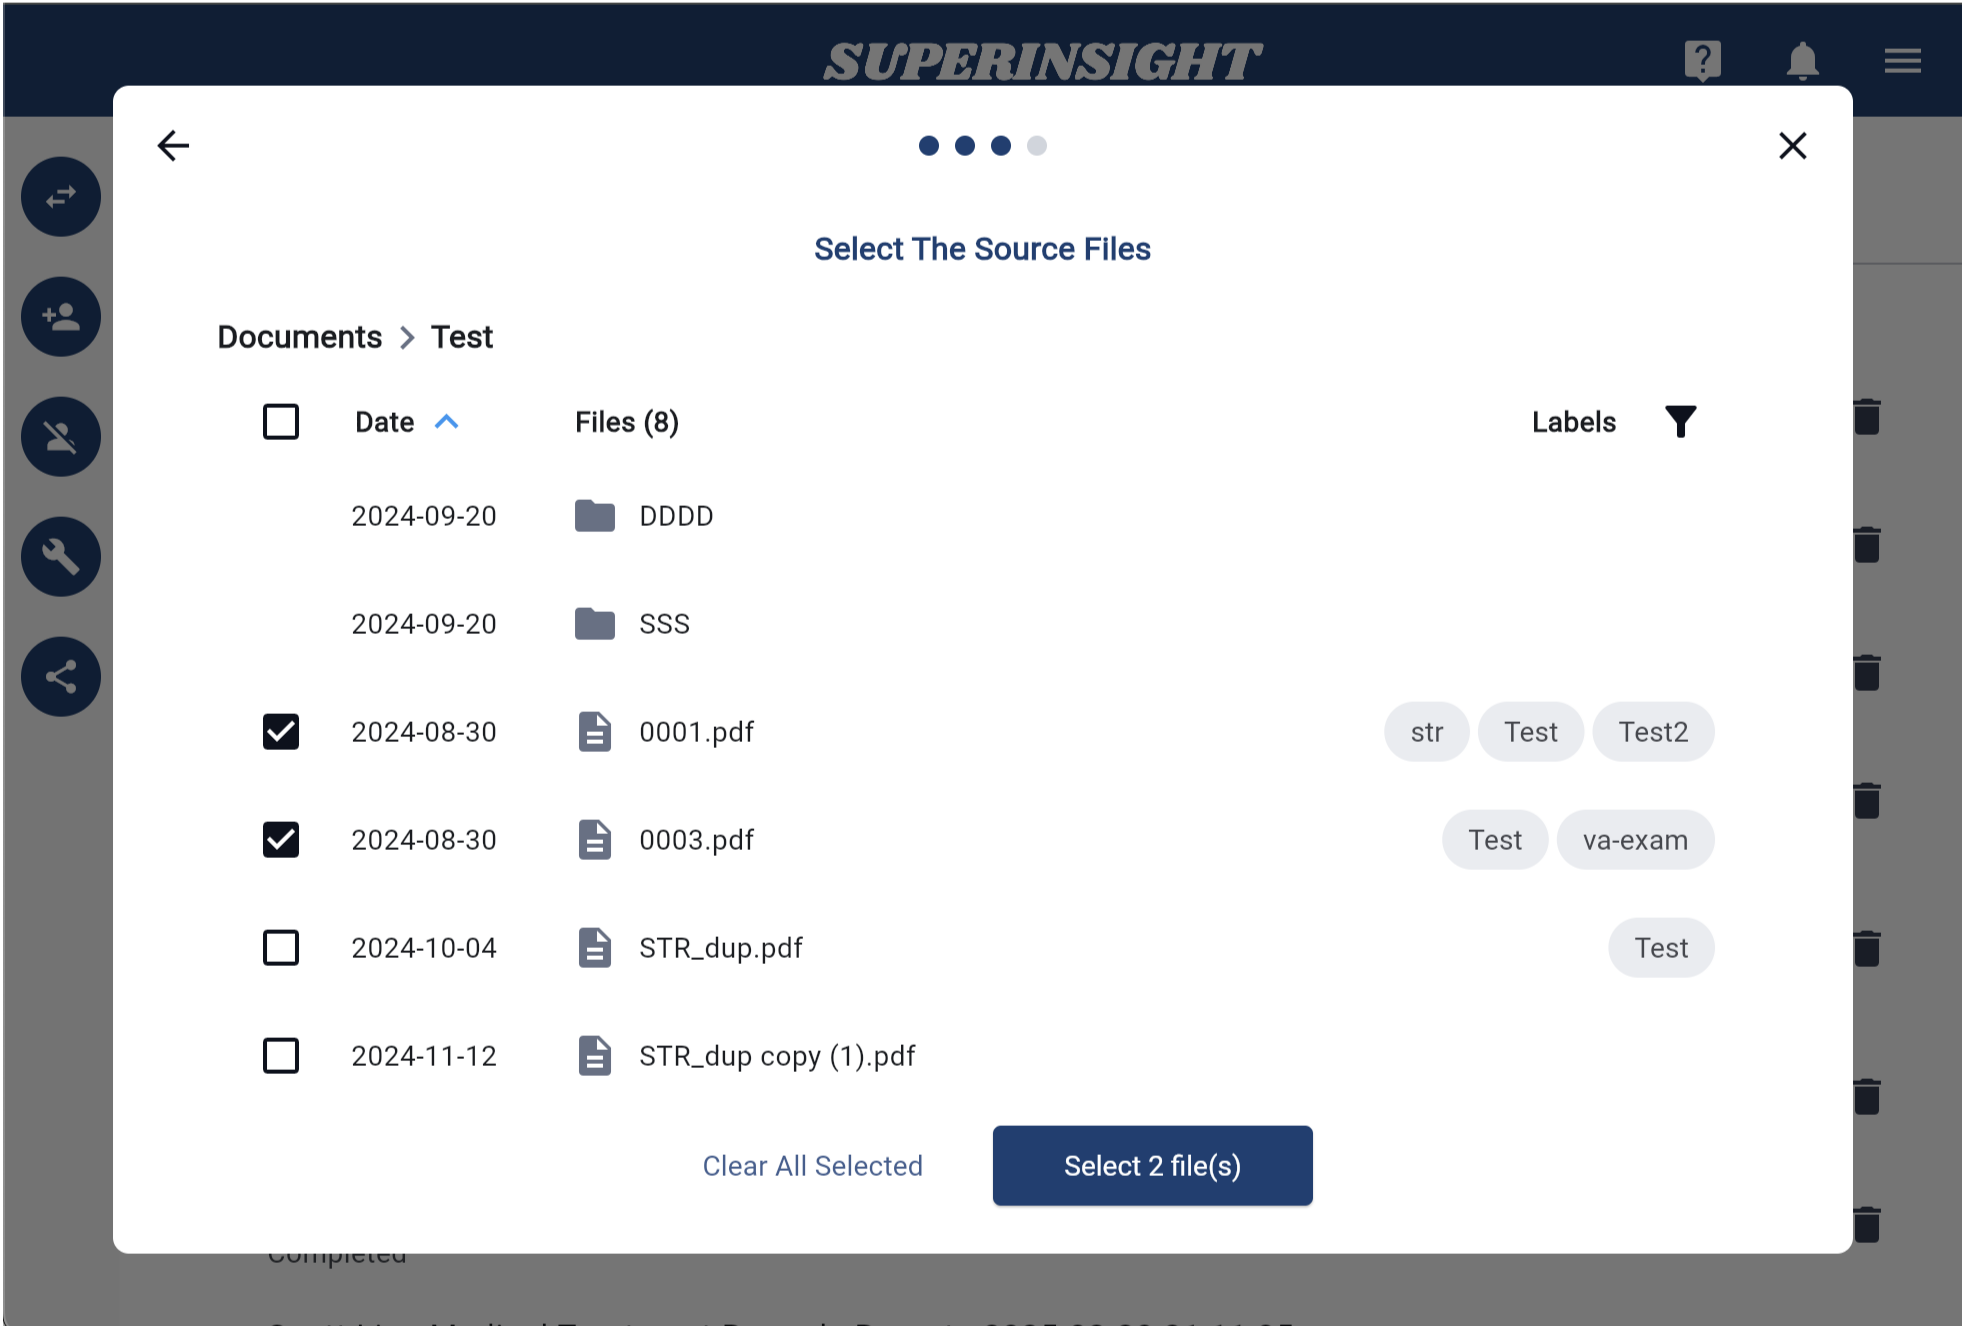 SUPERINSIGHT
Select The Source Files
Documents > Test
Date Files (8) Labels
2024-09-20 DDDD
2024-09-20 SSS
2024-08-30 0001.pdf str Test Test2
2024-08-30 0003.pdf Test va-exam
2024-10-04 STR_dup.pdf Test
2024-11-12 STR_dup copy (1).pdf
Clear All Selected Select 2 file(s)
Completed